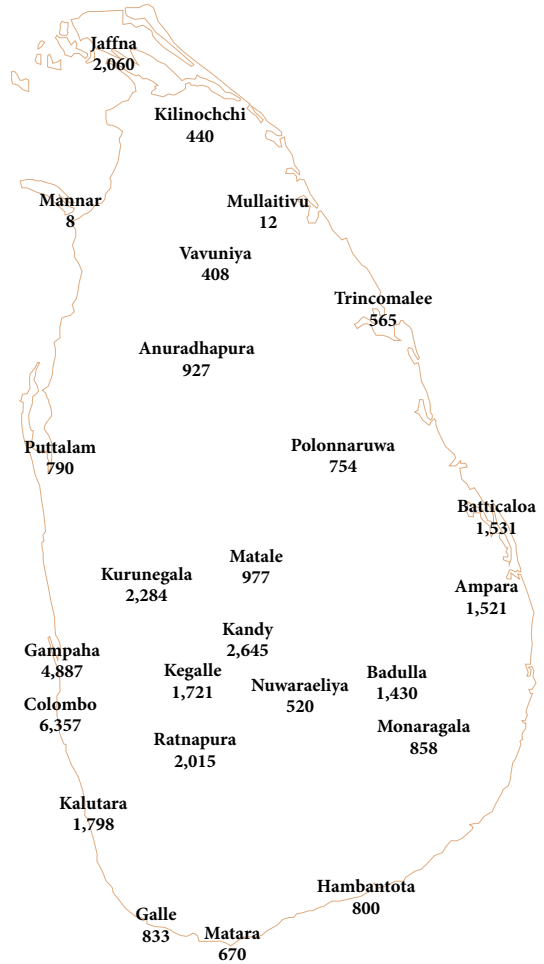 Jaffna
2,060
Kilinochchi
440
Mannar
8
Mullaitivu
12
Vavuniya
408
Trincomalee
565
Anuradhapura
927
Puttalam
790
Polonnaruwa
754
Batticaloa
1,531
Matale
977
Kurunegala
2,284
Ampara
1,521
Kandy
2,645
Gampaha
4,887
Kegalle
1,721
Nuwaraeliya
520
Badulla
1,430
Colombo
6,357
Monaragala
858
Ratnapura
2,015
Kalutara
1,798
Hambantota
800
Galle
833
Matara
670